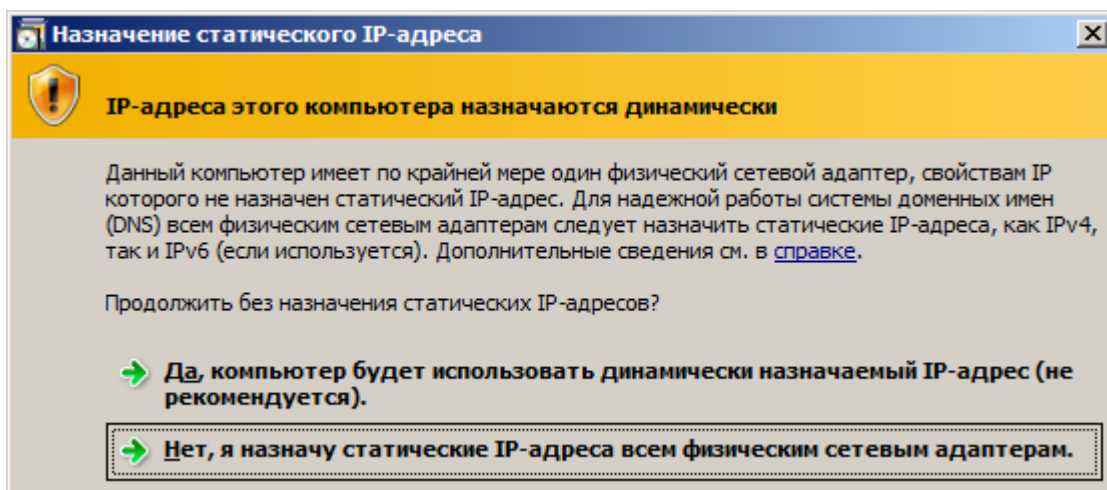 Назначение статического IP-адреса
IP-адреса этого компьютера назначаются динамически
Данный компьютер имеет по крайней мере один физический сетевой адаптер, свойствам IP
которого не назначен статический IP-адрес. Для надежной работы системы доменных имен
(DNS) всем физическим сетевым адаптерам следует назначить статические IP-адреса, как IPv4,
так и IPv6 (если используется). Дополнительные сведения см. в справке.
Продолжить без назначения статических IP-адресов?
Да, компьютер будет использовать динамически назначаемый IP-адрес (не
рекомендуется).
Нет, я назначу статические IP-адреса всем физическим сетевым адаптерам.